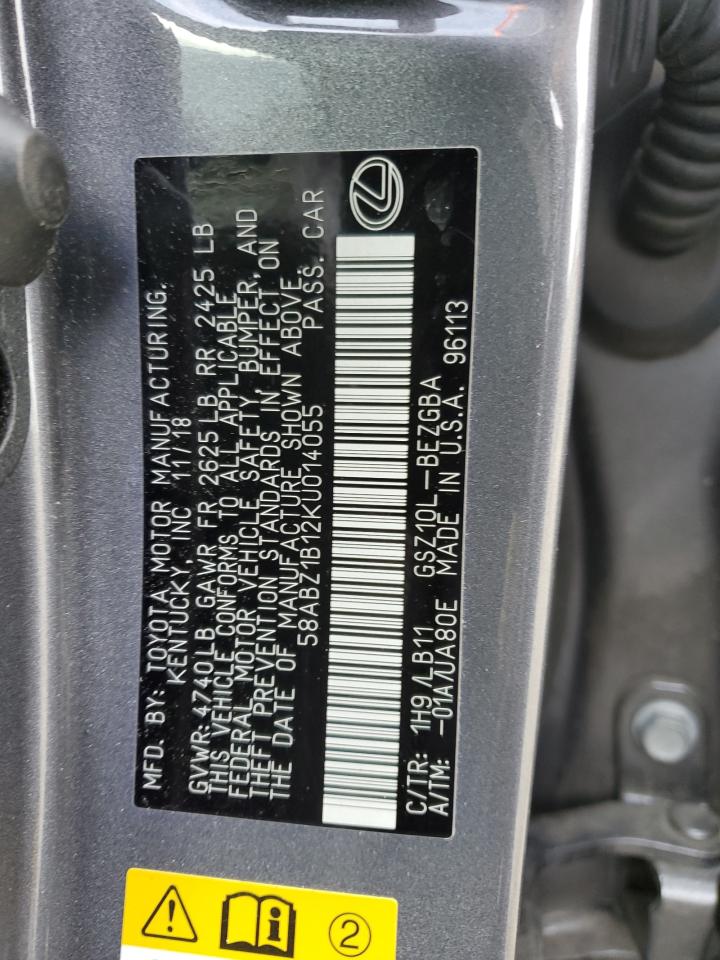 MFD. BY: TOYOTA MOTOR MANUFACTURING,
KENTUCKY, INC 11/18
GVWR: 4740LB GAWR FR 2625 LB RR 2425 LB
THIS VEHICLE CONFORMS TO ALL APPLICABLE
FEDERAL MOTOR VEHICLE SAFETY, BUMPER, AND
THEFT PREVENTION STANDARDS IN EFFECT ON
THE DATE OF MANUFACTURE SHOWN ABOVE
58ABZ1B12KU014055 PASS. CAR
C/TR: 1H9/LB11 GSZ10L-BEZGBA
A/TM: -01A/UA80E MADE IN U.S.A. 96113
2